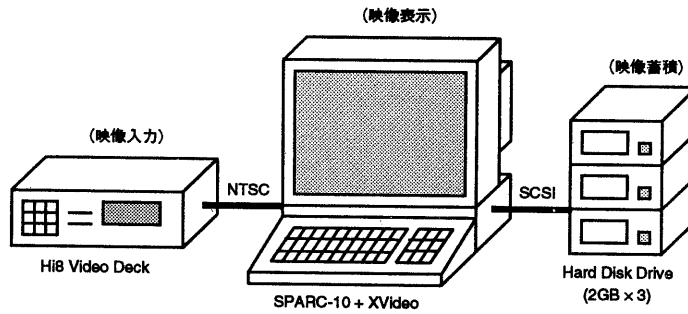 (映像表示)
(映像蓄積)
(映像入力)
NTSC
SCSI
Hi8 Video Deck
SPARC-10 + XVideo
Hard Disk Drive
(2GB × 3)